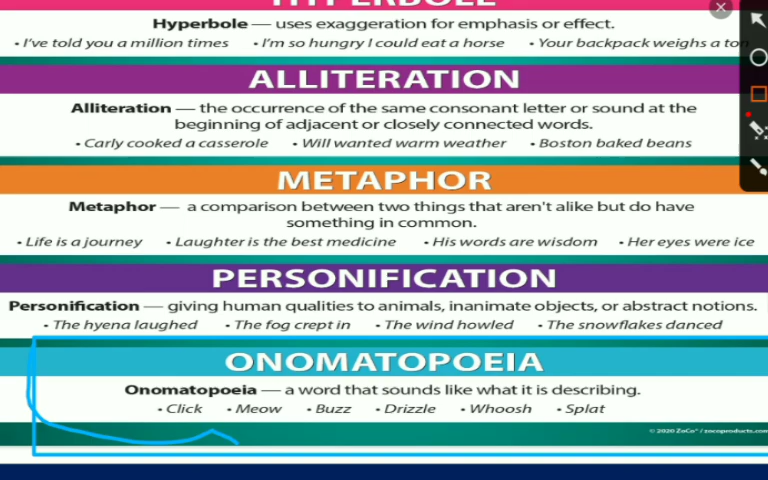 HYPERBOLE
Hyperbole — uses exaggeration for emphasis or effect.
• I've told you a million times • I'm so hungry I could eat a horse • Your backpack weighs a ton
ALLITERATION
Alliteration — the occurrence of the same consonant letter or sound at the
beginning of adjacent or closely connected words.
• Carly cooked a casserole • Will wanted warm weather • Boston baked beans
METAPHOR
Metaphor — a comparison between two things that aren't alike but do have
something in common.
• Life is a journey • Laughter is the best medicine • His words are wisdom • Her eyes were ice
PERSONIFICATION
Personification — giving human qualities to animals, inanimate objects, or abstract notions.
• The hyena laughed • The fog crept in • The wind howled • The snowflakes danced
ONOMATOPOEIA
Onomatopoeia — a word that sounds like what it is describing.
• Click • Meow • Buzz • Drizzle • Whoosh • Splat
© 2020 ZoCo® / zocoproducts.com